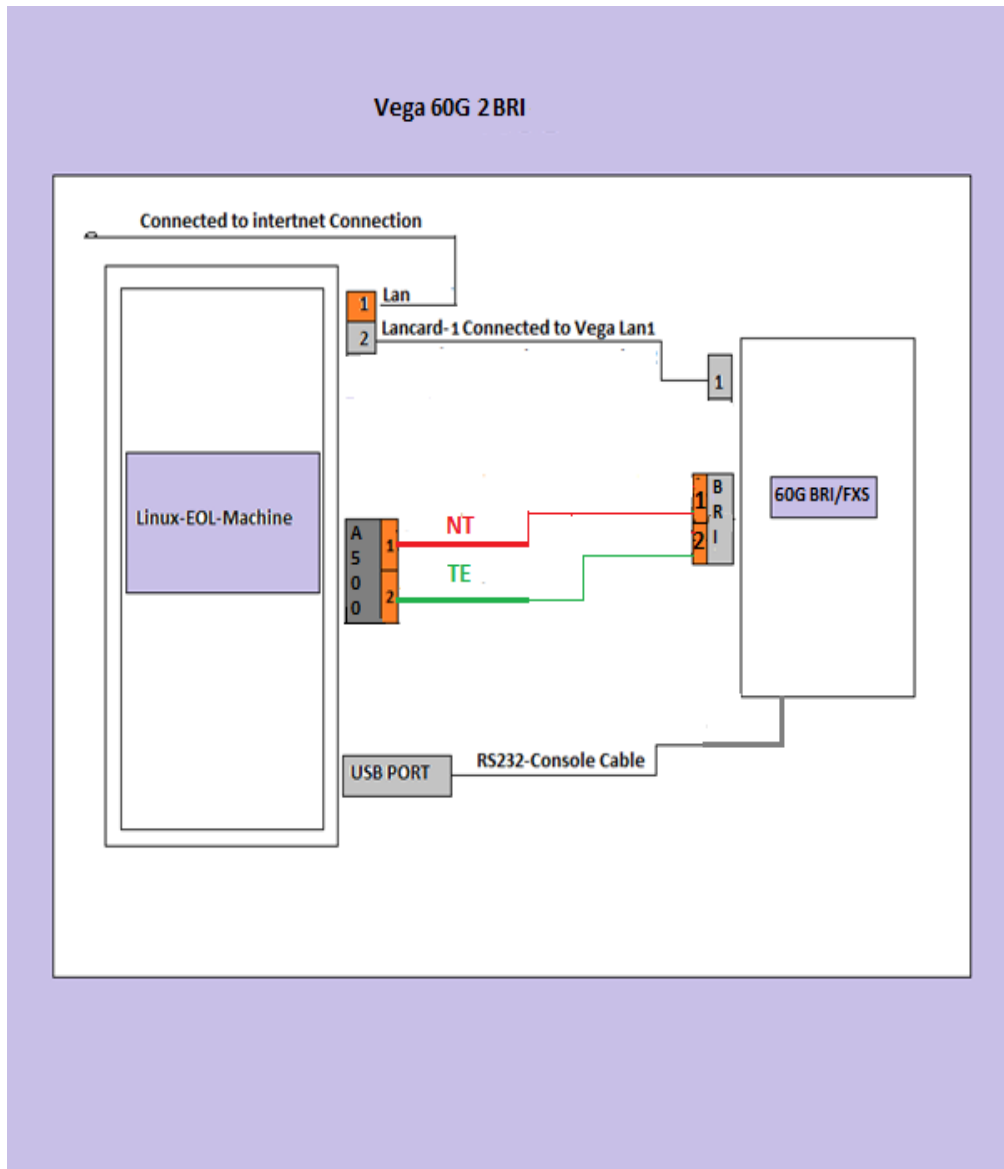 Vega 60G 2 BRI
Connected to intertnet Connection
1
Lan
2
Lancard-1 Connected to Vega Lan1
1
Linux-EOL-Machine
A
5
0
0
1
2
NT
TE
1
2
B
R
I
60G BRI/FXS
USB PORT
RS232-Console Cable